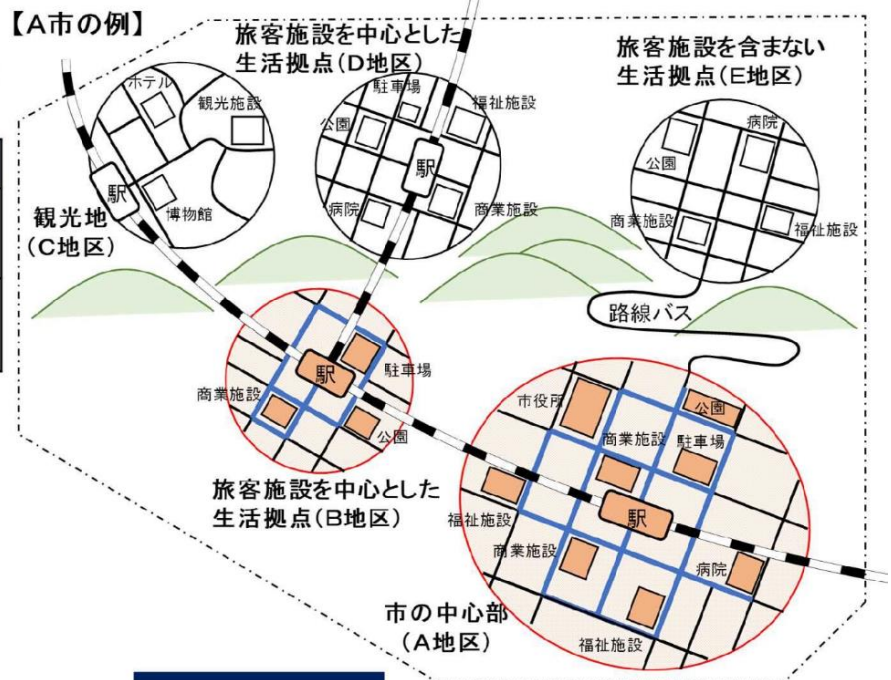 【A市の例】
旅客施設を中心とした
生活拠点(D地区)
旅客施設を含まない
生活拠点(E地区)
ホテル
観光施設
駅
博物館
観光地
(C地区)
駐車場
福祉施設
公園
駅
病院
商業施設
病院
公園
商業施設
福祉施設
路線バス
駅
駐車場
商業施設
公園
旅客施設を中心とした
生活拠点(B地区)
市役所
公園
商業施設
駐車場
福祉施設
駅
商業施設
病院
福祉施設
市の中心部
(A地区)